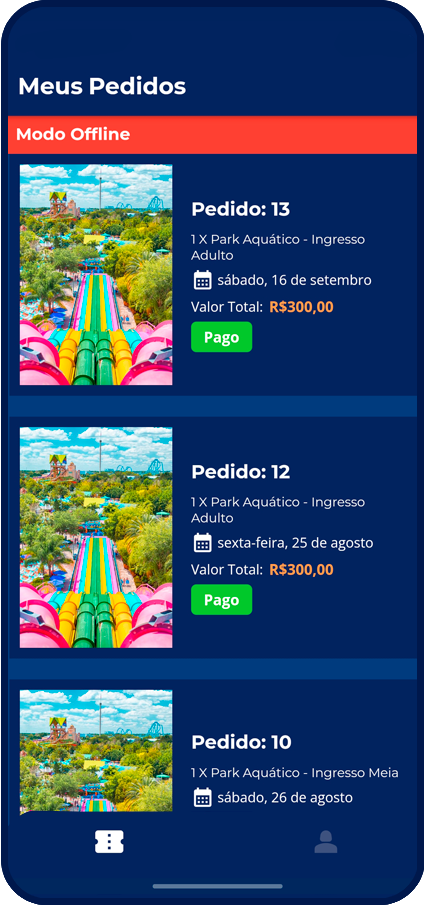 Meus Pedidos
Modo Offline
Pedido: 13
1 X Park Aquático - Ingresso
Adulto
sábado, 16 de setembro
Valor Total: R$300,00
Pago
Pedido: 12
1 X Park Aquático - Ingresso
Adulto
sexta-feira, 25 de agosto
Valor Total: R$300,00
Pago
Pedido: 10
1 X Park Aquático - Ingresso Meia
sábado, 26 de agosto